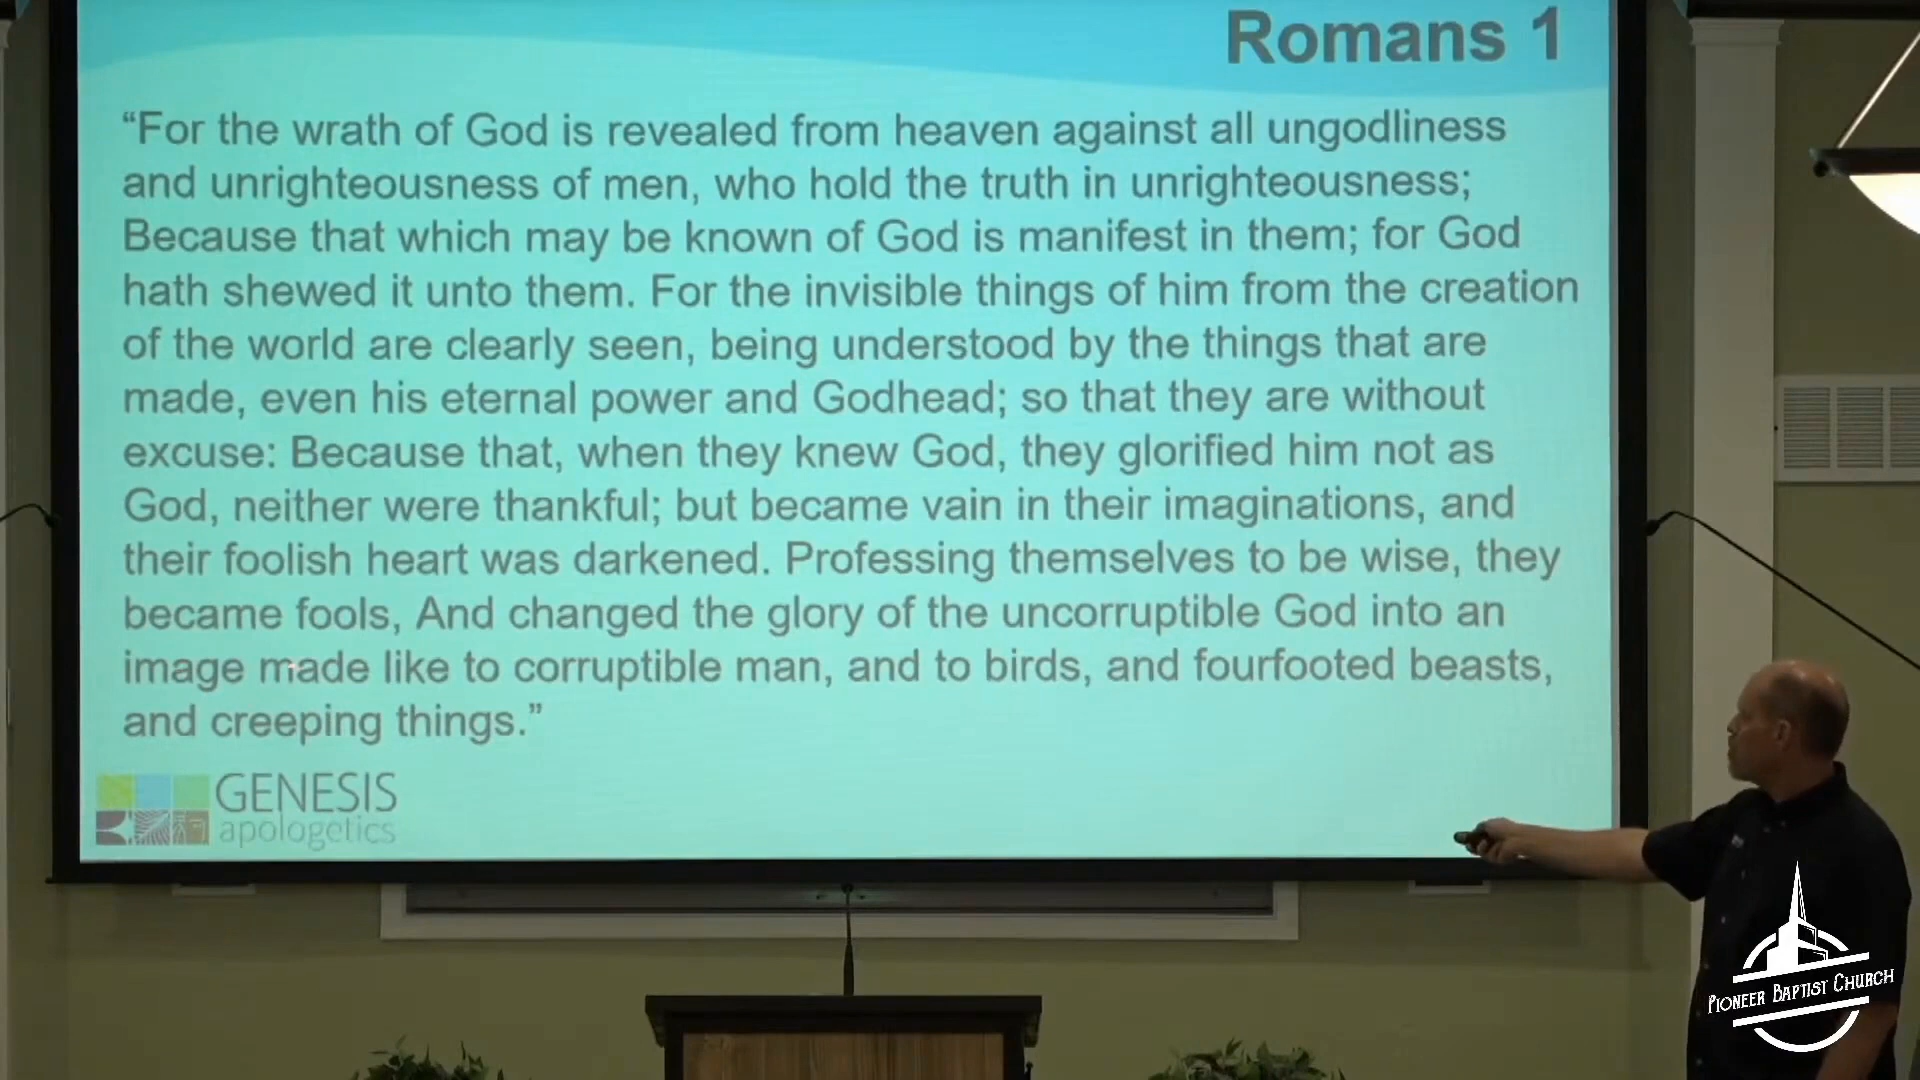 Romans 1
“For the wrath of God is revealed from heaven against all ungodliness
and unrighteousness of men, who hold the truth in unrighteousness;
Because that which may be known of God is manifest in them; for God
hath shewed it unto them. For the invisible things of him from the creation
of the world are clearly seen, being understood by the things that are
made, even his eternal power and Godhead; so that they are without
excuse: Because that, when they knew God, they glorified him not as
God, neither were thankful; but became vain in their imaginations, and
their foolish heart was darkened. Professing themselves to be wise, they
became fools, And changed the glory of the uncorruptible God into an
image made like to corruptible man, and to birds, and fourfooted beasts,
and creeping things.”
GENESIS
apologetics
PIONEER BAPTIST CHURCH